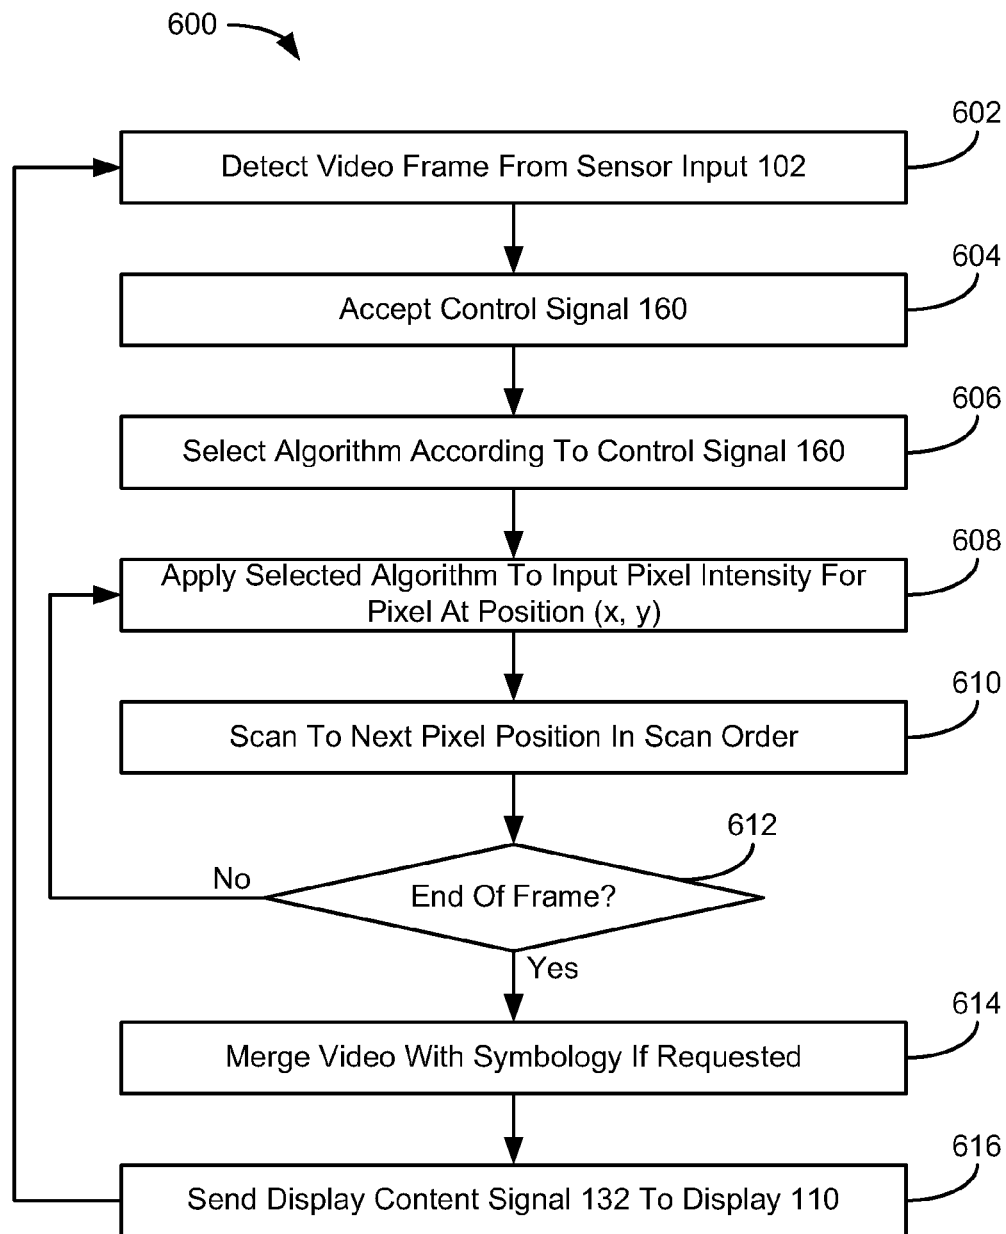 600
602
Detect Video Frame From Sensor Input 102
604
Accept Control Signal 160
606
Select Algorithm According To Control Signal 160
608
Apply Selected Algorithm To Input Pixel Intensity For
Pixel At Position (x, y)
610
Scan To Next Pixel Position In Scan Order
612
No
End Of Frame?
Yes
614
Merge Video With Symbology If Requested
616
Send Display Content Signal 132 To Display 110